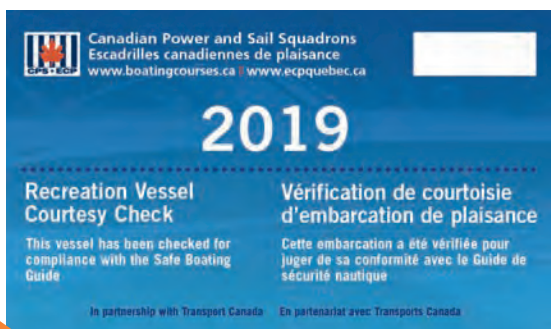 CPS•ECP
Canadian Power and Sail Squadrons
Escadrilles canadiennes de plaisance
www.boatingcourses.ca | www.ecpquebec.ca
2019
Recreation Vessel
Courtesy Check
This vessel has been checked for
compliance with the Safe Boating
Guide
Vérification de courtoisie
d'embarcation de plaisance
Cette embarcation a été vérifiée pour
juger de sa conformité avec le Guide de
sécurité nautique
In partnership with Transport Canada En partenariat avec Transports Canada